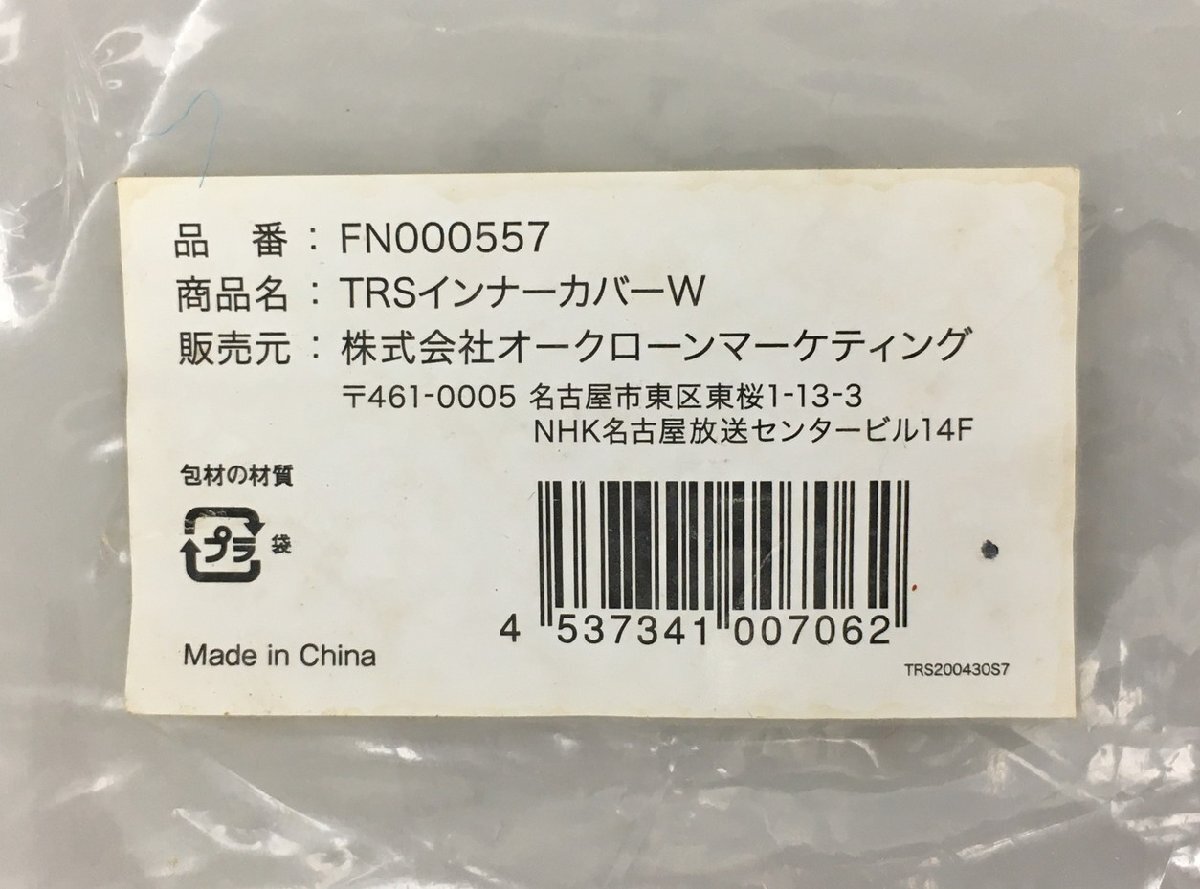 品 番 : FN000557
商品名 : TRSインナーカバーW
販売元 : 株式会社オークローンマーケティング
〒461-0005 名古屋市東区東桜1-13-3
NHK名古屋放送センタービル14F
包材の材質
プラ 袋
4 537341 007062
Made in China
TRS200430S7